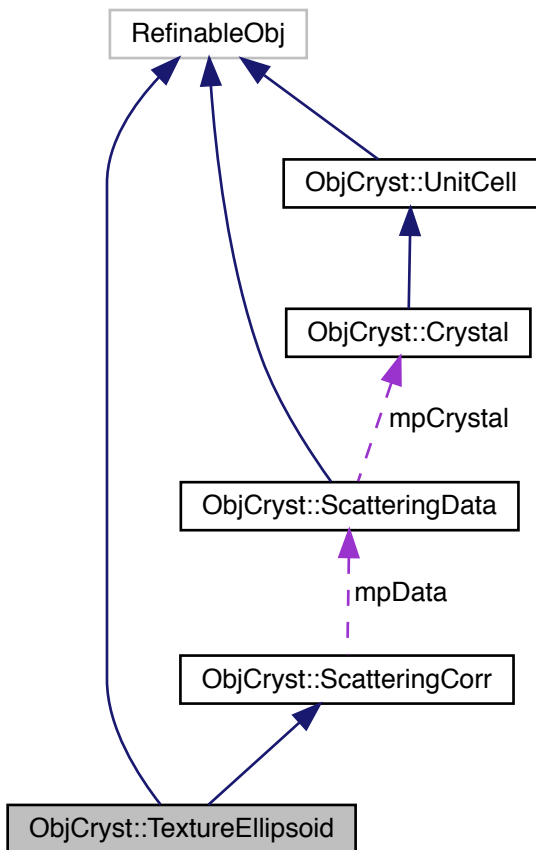 RefinableObj
ObjCryst::UnitCell
ObjCryst::Crystal
mpCrystal
ObjCryst::ScatteringData
mpData
ObjCryst::ScatteringCorr
ObjCryst::TextureEllipsoid